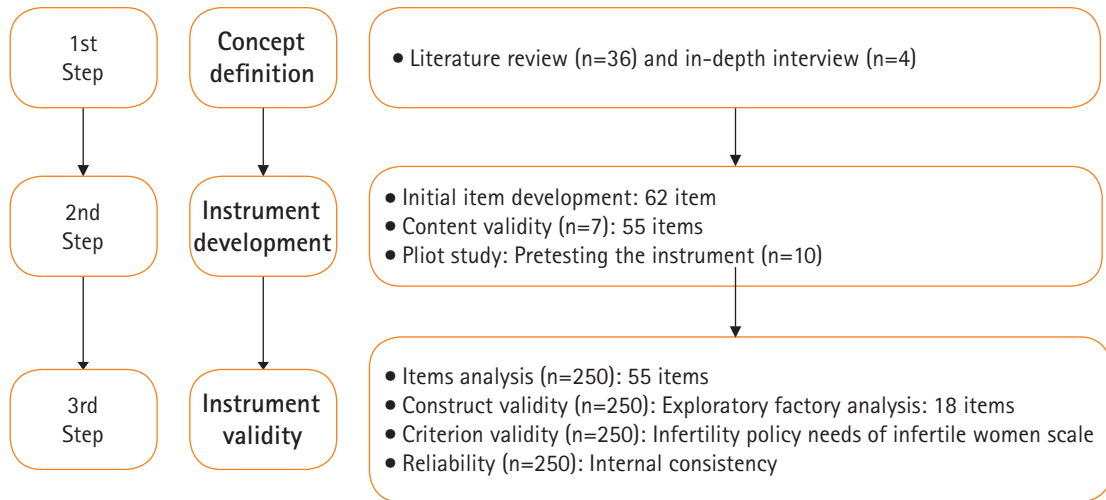 1st
Step
Concept
definition
● Literature review (n=36) and in-depth interview (n=4)
2nd
Step
Instrument
development
● Initial item development: 62 item
● Content validity (n=7): 55 items
● Pliot study: Pretesting the instrument (n=10)
3rd
Step
Instrument
validity
● Items analysis (n=250): 55 items
● Construct validity (n=250): Exploratory factory analysis: 18 items
● Criterion validity (n=250): Infertility policy needs of infertile women scale
● Reliability (n=250): Internal consistency